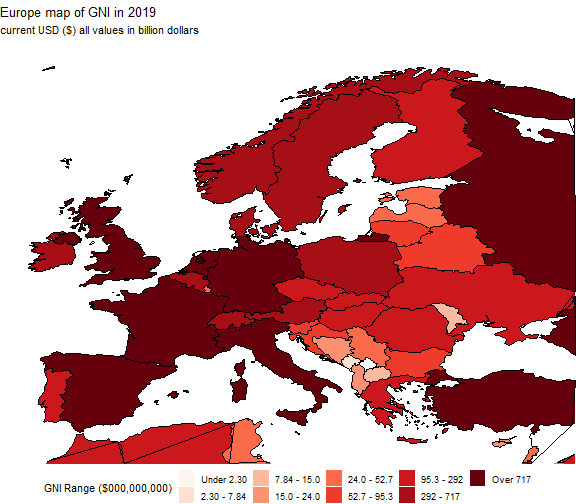 Europe map of GNI in 2019
current USD ($) all values in billion dollars
GNI Range ($000,000,000)
Under 2.30 7.84 - 15.0 24.0 - 52.7 95.3 - 292 Over 717
2.30 - 7.84 15.0 - 24.0 52.7 - 95.3 292 - 717